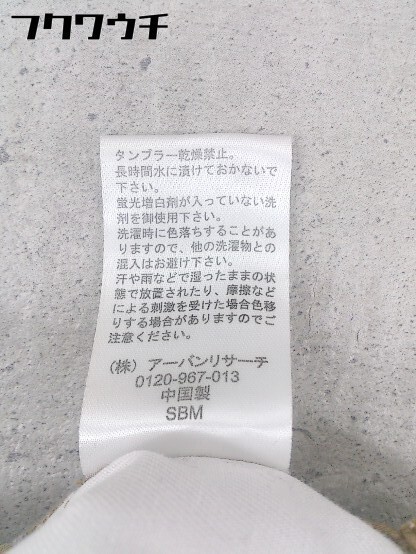 フクワウチ
タンブラー乾燥禁止。
長時間水に漬けておかないで
下さい。
蛍光増白剤が入っていない洗
剤を御使用下さい。
洗濯時に色落ちすることがあ
りますので、他の洗濯物との
混入はお避け下さい。
汗や雨などで湿ったままの状
態で放置されたり、摩擦など
による刺激を受けた場合色移
りする場合がありますのでご
注意ください。
(株) アーバンリサーチ
0120-967-013
中国製
SBM